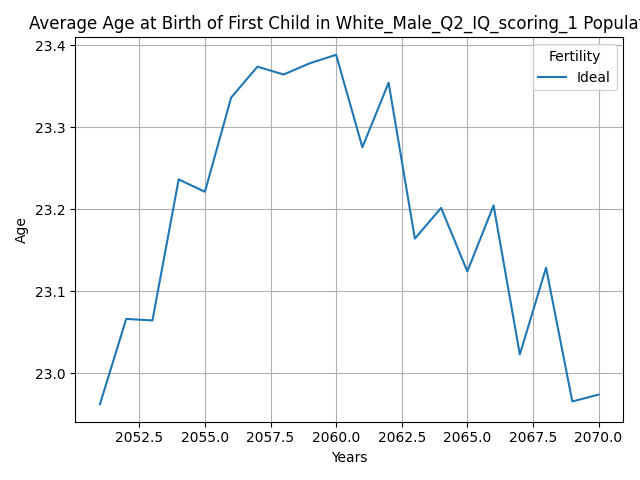 Average Age at Birth of First Child in White_Male_Q2_IQ_scoring_1
23.4
Fertility
Ideal
23.3
23.2
Age
23.1
23.0
2052.5 2055.0 2057.5 2060.0 2062.5 2065.0 2067.5 2070.0
Years